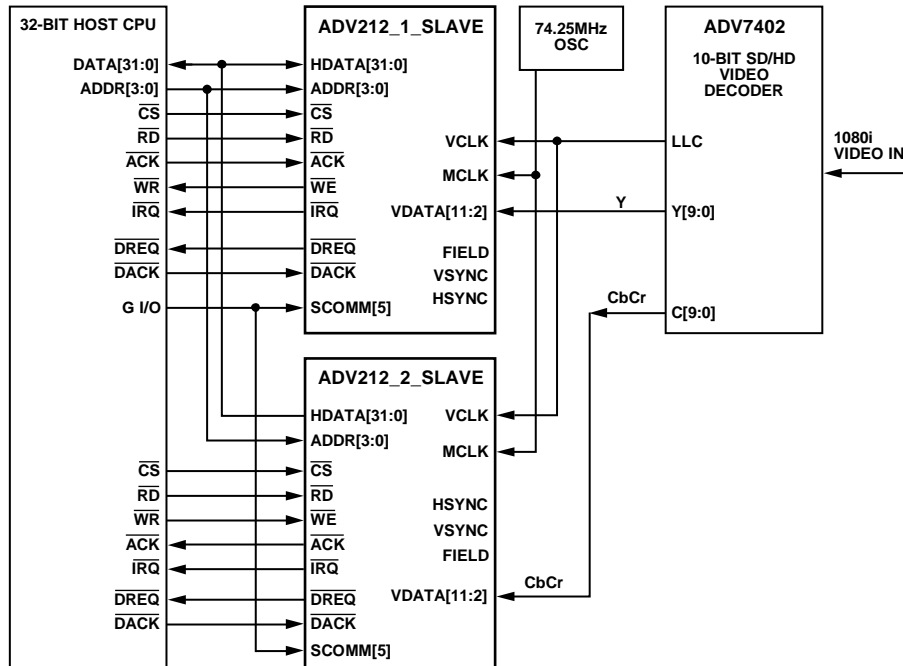 32-BIT HOST CPU
DATA[31:0]
ADDR[3:0]
CS
RD
ACK
WR
IRQ
DREQ
DACK
G I/O
CS
RD
WR
ACK
IRQ
DREQ
DACK
ADV212_1_SLAVE
HDATA[31:0]
ADDR[3:0]
CS
RD
ACK
WE
IRQ
DREQ
DACK
SCOMM[5]
VCLK
MCLK
VDATA[11:2]
FIELD
VSYNC
HSYNC
ADV212_2_SLAVE
HDATA[31:0]
ADDR[3:0]
CS
RD
WE
ACK
IRQ
DREQ
DACK
SCOMM[5]
VCLK
MCLK
HSYNC
VSYNC
FIELD
VDATA[11:2]
74.25MHz
OSC
Y
CbCr
CbCr
ADV7402
10-BIT SD/HD
VIDEO
DECODER
LLC
Y[9:0]
C[9:0]
1080i
VIDEO IN